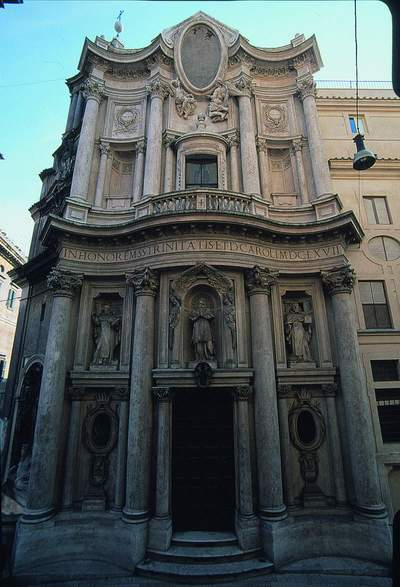 IN HONOREM SS TRINITATIS ET D CAROLI MDCLXVII